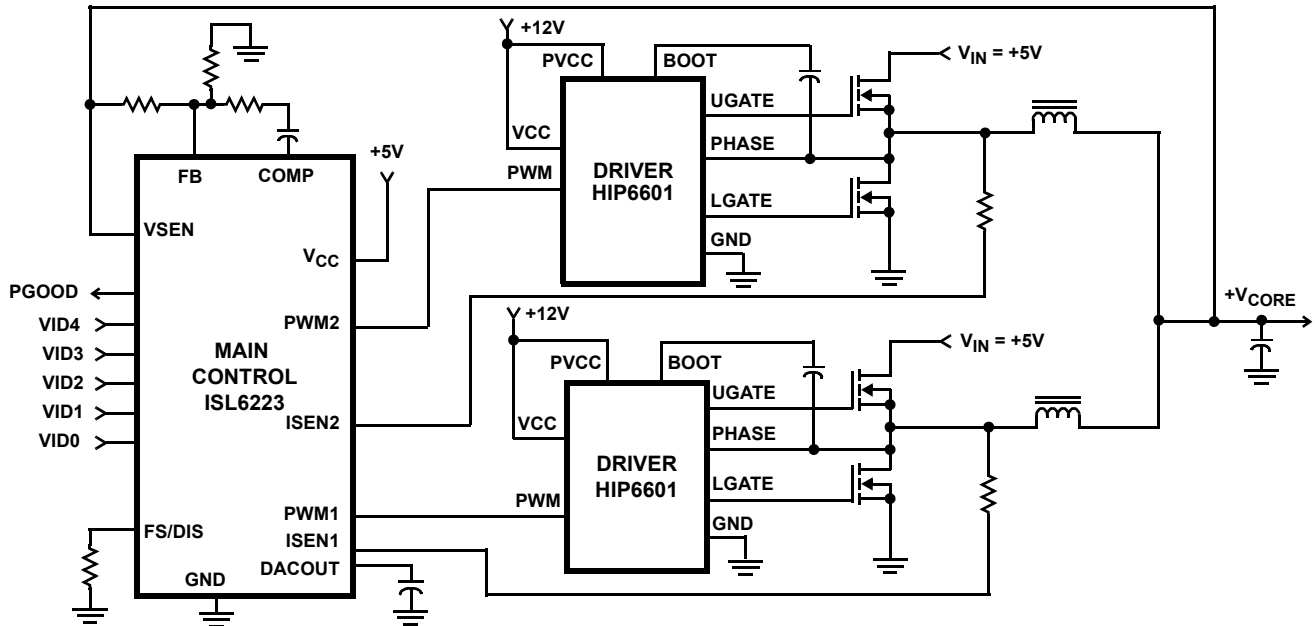 +12V
PVCC
BOOT
V_IN = +5V
UGATE
VCC
+5V
PHASE
DRIVER
HIP6601
PWM
FB
COMP
LGATE
VSEN
GND
V_CC
PGOOD
+12V
+V_CORE
VID4
PWM2
V_IN = +5V
VID3
MAIN
CONTROL
ISL6223
PVCC
BOOT
VID2
UGATE
VID1
ISEN2
VCC
PHASE
VID0
DRIVER
HIP6601
LGATE
PWM
PWM1
FS/DIS
ISEN1
GND
DACOUT
GND